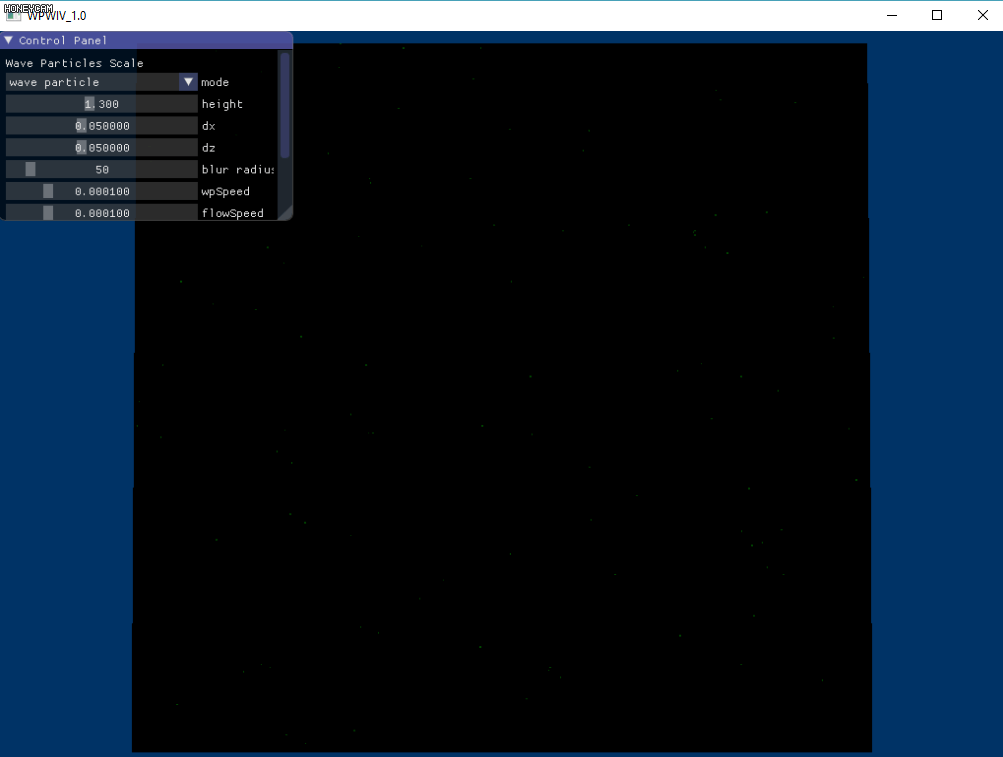 HONEYCAM
WPWIV_1.0
Control Panel
Wave Particles Scale
wave particle mode
1.300 height
0.050000 dx
0.050000 dz
50 blur radius
0.000100 wpSpeed
0.000100 flowSpeed